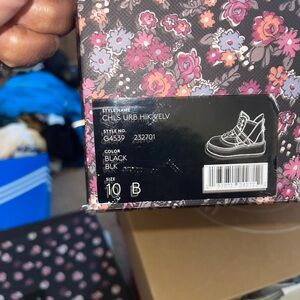 STYLE NAME
CHLS URB HIK VELV
STYLE NO.
G4539 232701
COLOR
BLACK
BLK
SIZE
10 B